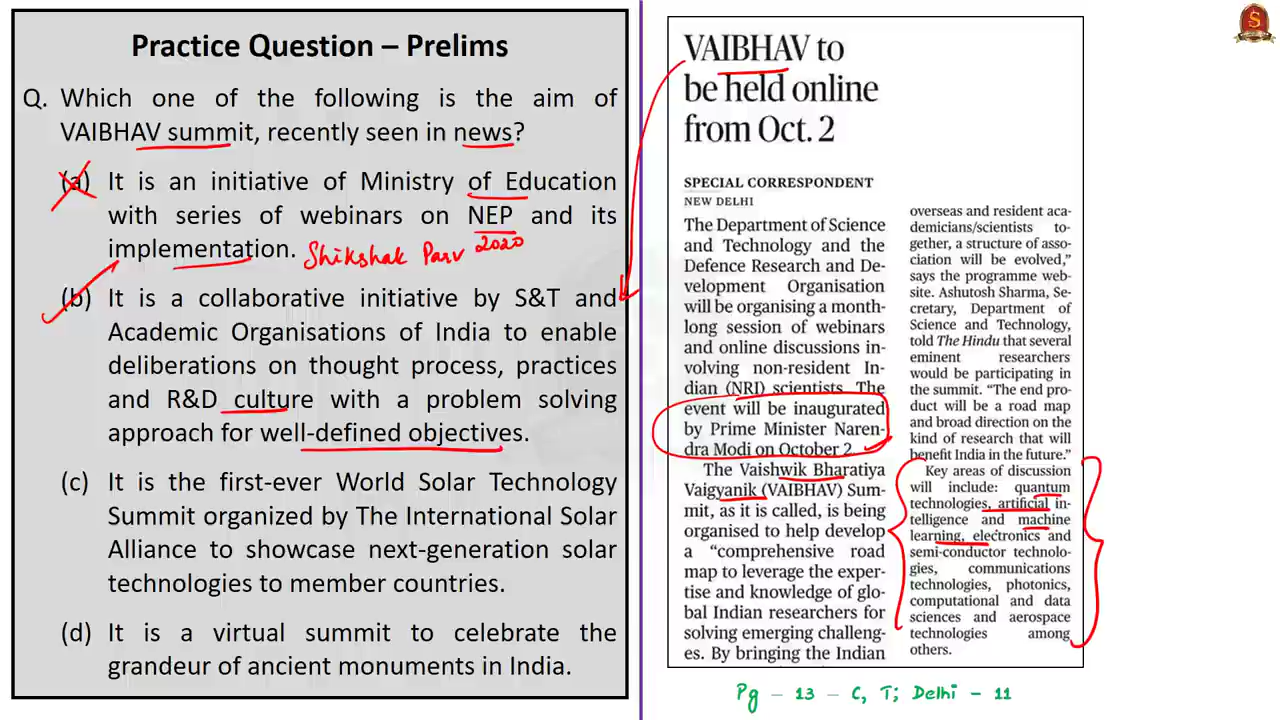 Practice Question – Prelims
Q. Which one of the following is the aim of
VAIBHAV summit, recently seen in news?
(a) It is an initiative of Ministry of Education
with series of webinars on NEP and its
implementation. Shikshak Parv 2020
(b) It is a collaborative initiative by S&T and
Academic Organisations of India to enable
deliberations on thought process, practices
and R&D culture with a problem solving
approach for well-defined objectives.
(c) It is the first-ever World Solar Technology
Summit organized by The International Solar
Alliance to showcase next-generation solar
technologies to member countries.
(d) It is a virtual summit to celebrate the
grandeur of ancient monuments in India.
VAIBHAV to
be held online
from Oct. 2
SPECIAL CORRESPONDENT
NEW DELHI
The Department of Science
and Technology and the
Defence Research and De-
velopment Organisation
will be organising a month-
long session of webinars
and online discussions in-
volving non-resident In-
dian (NRI) scientists. The
event will be inaugurated
by Prime Minister Naren-
dra Modi on October 2.
The Vaishwik Bharatiya
Vaigyanik (VAIBHAV) Sum-
mit, as it is called, is being
organised to help develop
a “comprehensive road
map to leverage the exper-
tise and knowledge of glo-
bal Indian researchers for
solving emerging challeng-
es. By bringing the Indian
overseas and resident aca-
demicians/scientists to-
gether, a structure of asso-
ciation will be evolved,”
says the programme web-
site. Ashutosh Sharma, Se-
cretary, Department of
Science and Technology,
told The Hindu that several
eminent researchers
would be participating in
the summit. “The end pro-
duct will be a road map
and broad direction on the
kind of research that will
benefit India in the future.”
Key areas of discussion
will include: quantum
technologies, artificial in-
telligence and machine
learning, electronics and
semi-conductor technolo-
gies, communications
technologies, photonics,
computational and data
sciences and aerospace
technologies among
others.
Pg – 13 – C, T; Delhi – 11